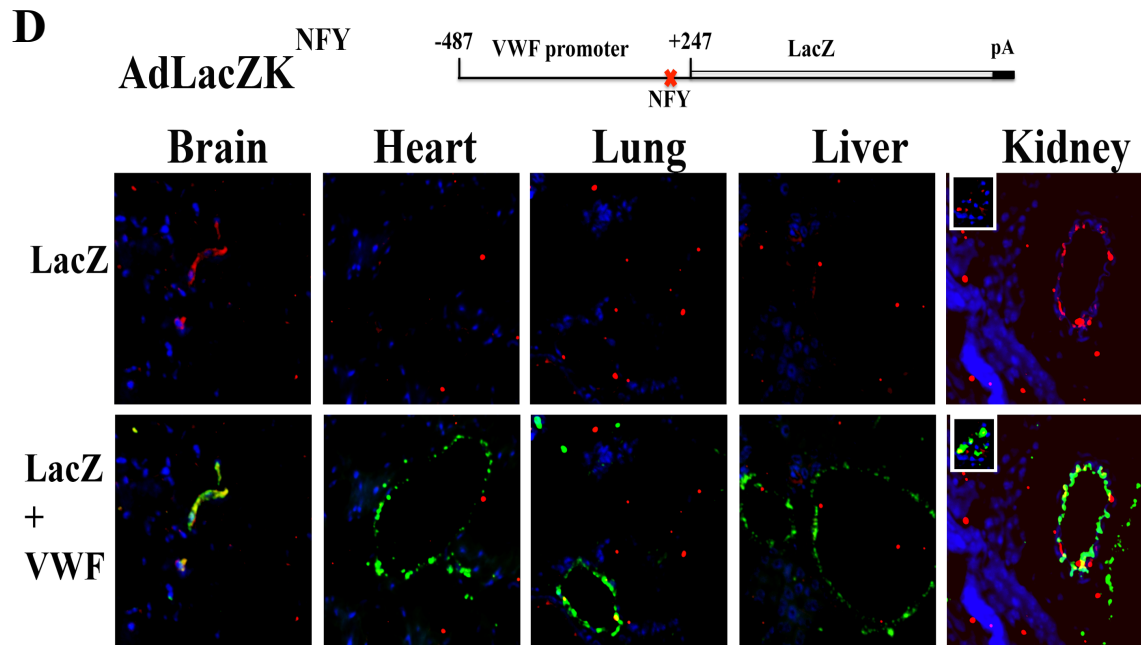 D
AdLacZK NFY
-487 VWF promoter +247 LacZ pA
NFY
Brain Heart Lung Liver Kidney
LacZ
LacZ
+
VWF